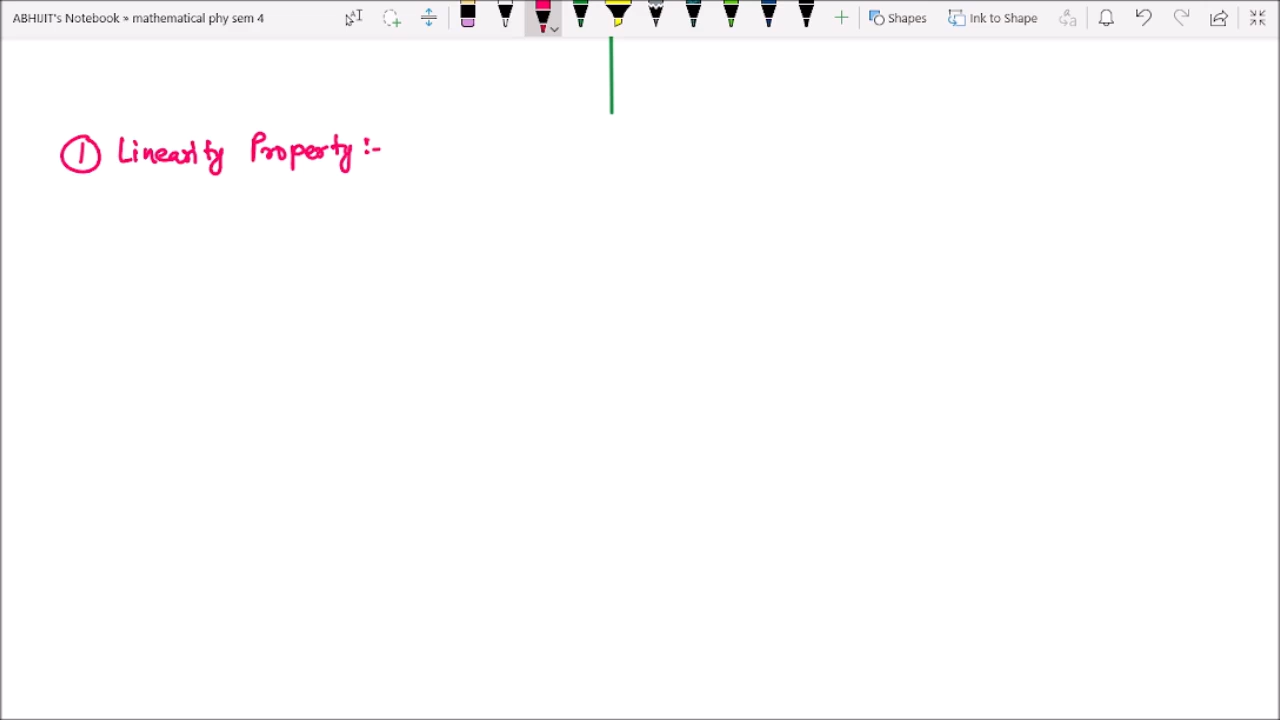 ABHIJIT's Notebook » mathematical phy sem 4
Shapes
Ink to Shape
① Linearity Property :-